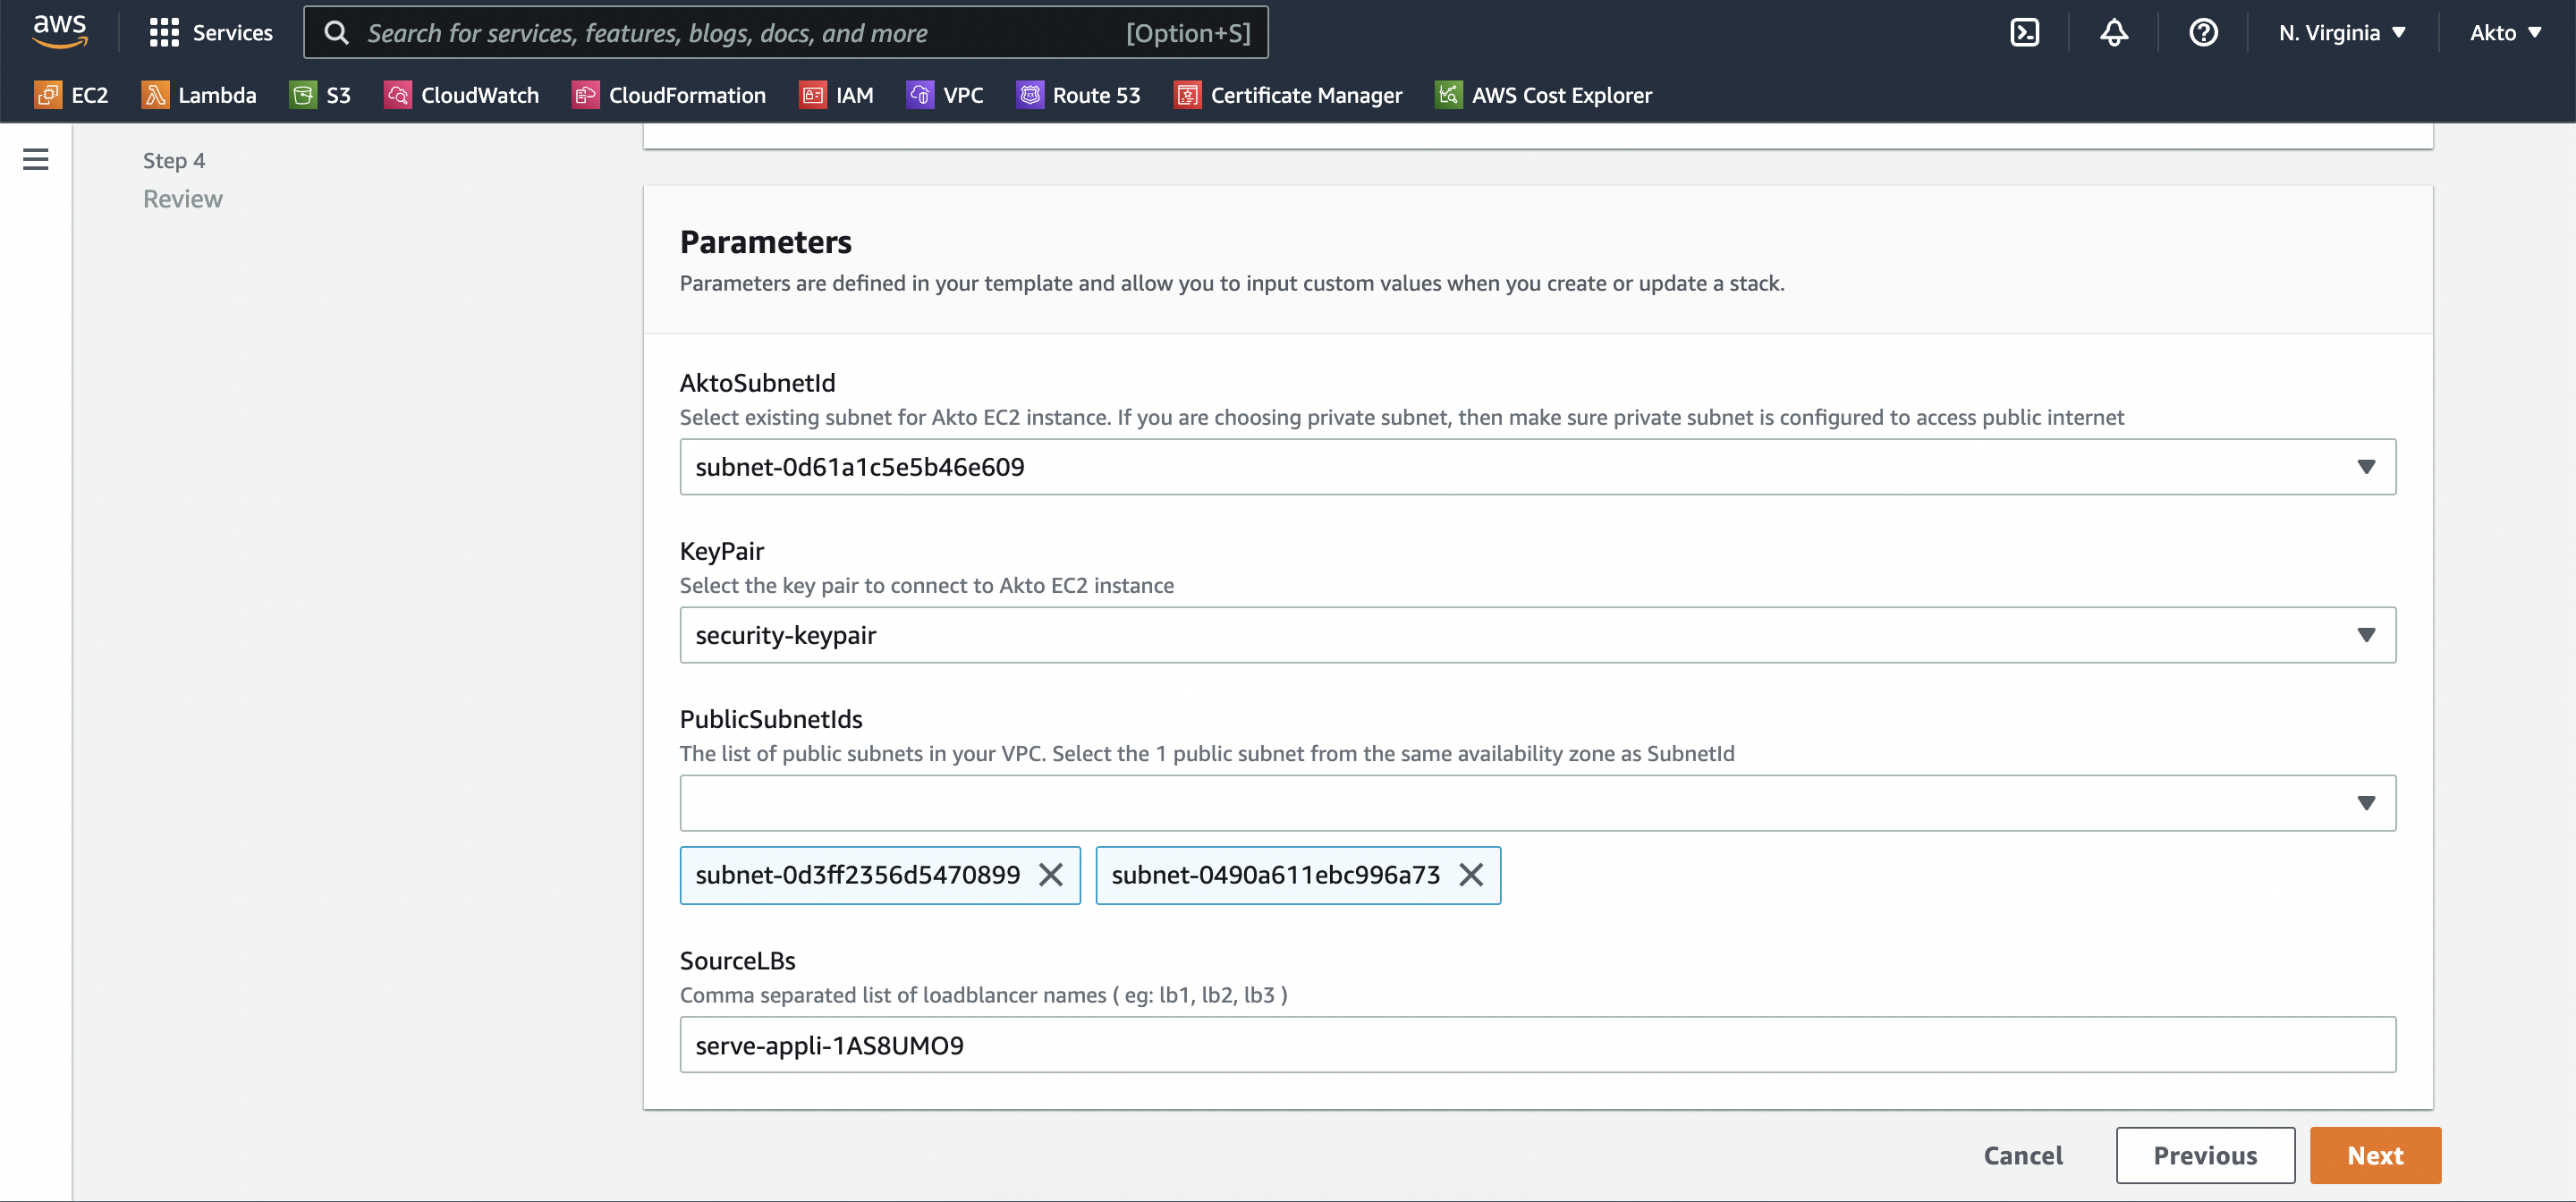 aws
Services
Search for services, features, blogs, docs, and more [Option+S]
N. Virginia
Akto
EC2 Lambda S3 CloudWatch CloudFormation IAM VPC Route 53 Certificate Manager AWS Cost Explorer
Step 4
Review
Parameters
Parameters are defined in your template and allow you to input custom values when you create or update a stack.
AktoSubnetId
Select existing subnet for Akto EC2 instance. If you are choosing private subnet, then make sure private subnet is configured to access public internet
subnet-0d61a1c5e5b46e609
KeyPair
Select the key pair to connect to Akto EC2 instance
security-keypair
PublicSubnetIds
The list of public subnets in your VPC. Select the 1 public subnet from the same availability zone as SubnetId
subnet-0d3ff2356d5470899 subnet-0490a611ebc996a73
SourceLBs
Comma separated list of loadblancer names ( eg: lb1, lb2, lb3 )
serve-appli-1AS8UMO9
Cancel Previous Next